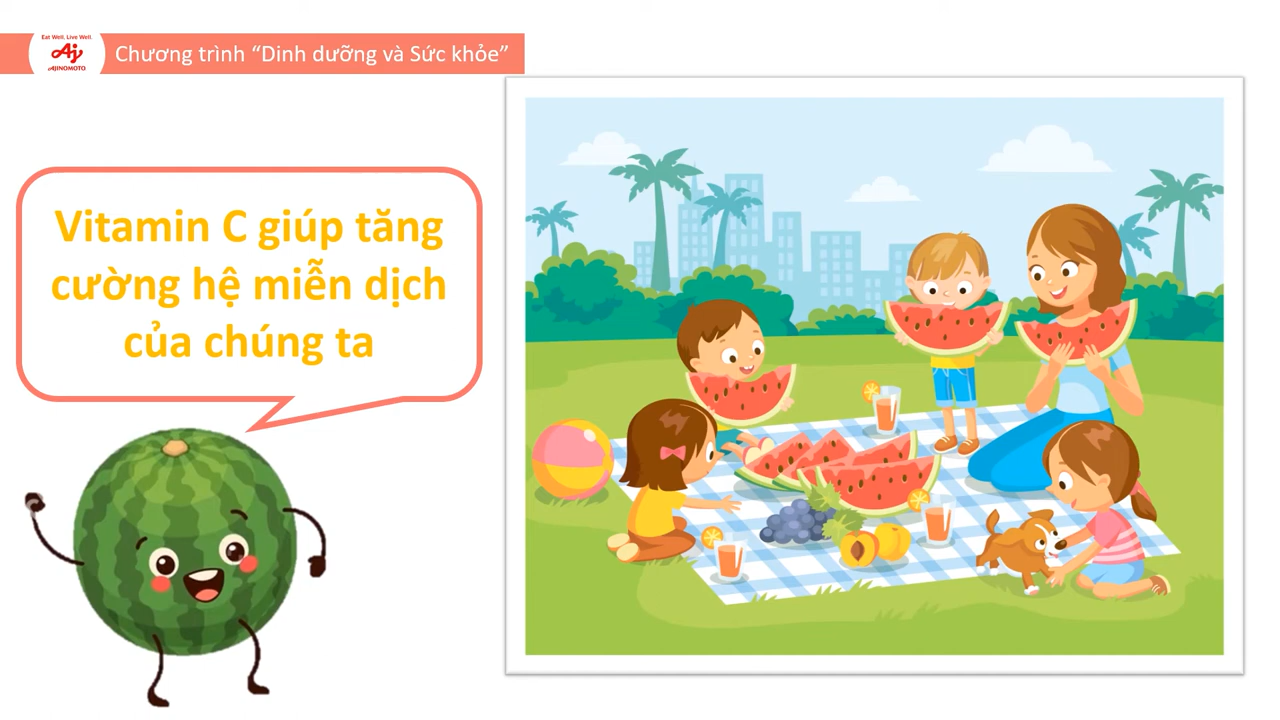 Eat Well, Live Well.
AJINOMOTO
Chương trình “Dinh dưỡng và Sức khỏe”
Vitamin C giúp tăng
cường hệ miễn dịch
của chúng ta